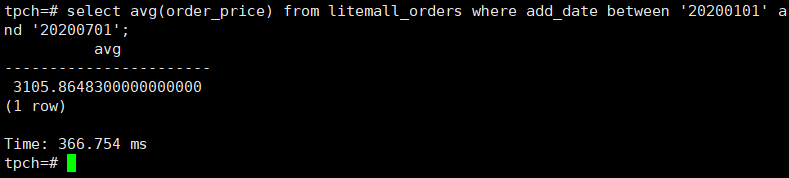 tpch=# select avg(order_price) from litemall_orders where add_date between '20200101' a
nd '20200701';
avg
-----------------------
3105.8648300000000000
(1 row)
Time: 366.754 ms
tpch=#